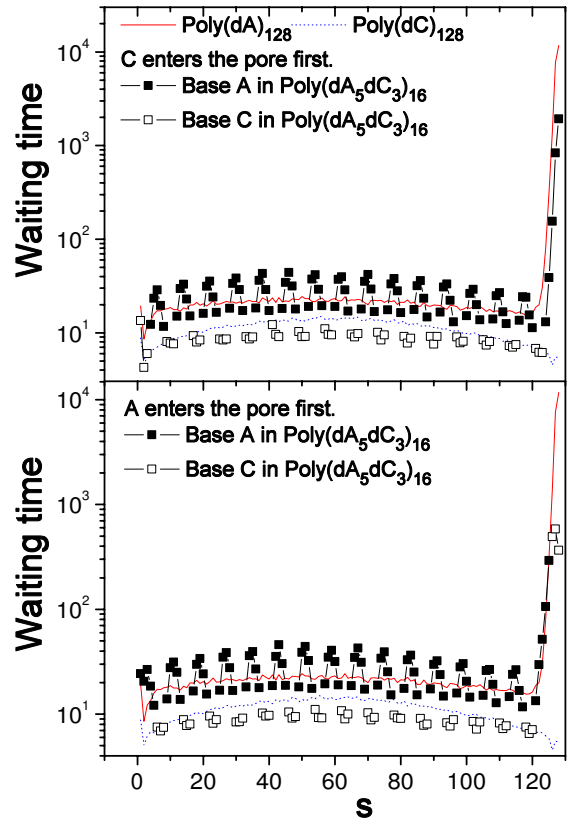 Poly(dA)128 Poly(dC)128
C enters the pore first.
Base A in Poly(dA5dC3)16
Base C in Poly(dA5dC3)16
Waiting time
10^4
10^3
10^2
10^1
A enters the pore first.
Base A in Poly(dA5dC3)16
Base C in Poly(dA5dC3)16
Waiting time
10^4
10^3
10^2
10^1
0 20 40 60 80 100 120
s